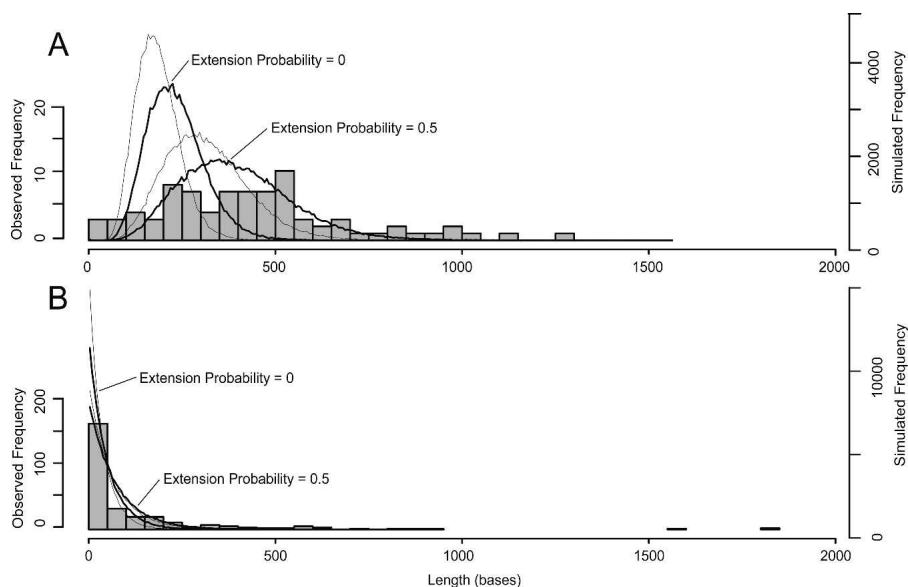 A
Extension Probability = 0
Extension Probability = 0.5
Observed Frequency
0
10
20
Simulated Frequency
0
2000
4000
0
500
1000
1500
2000
B
Extension Probability = 0
Extension Probability = 0.5
Observed Frequency
0
100
200
Simulated Frequency
0
10000
0
500
1000
1500
2000
Length (bases)